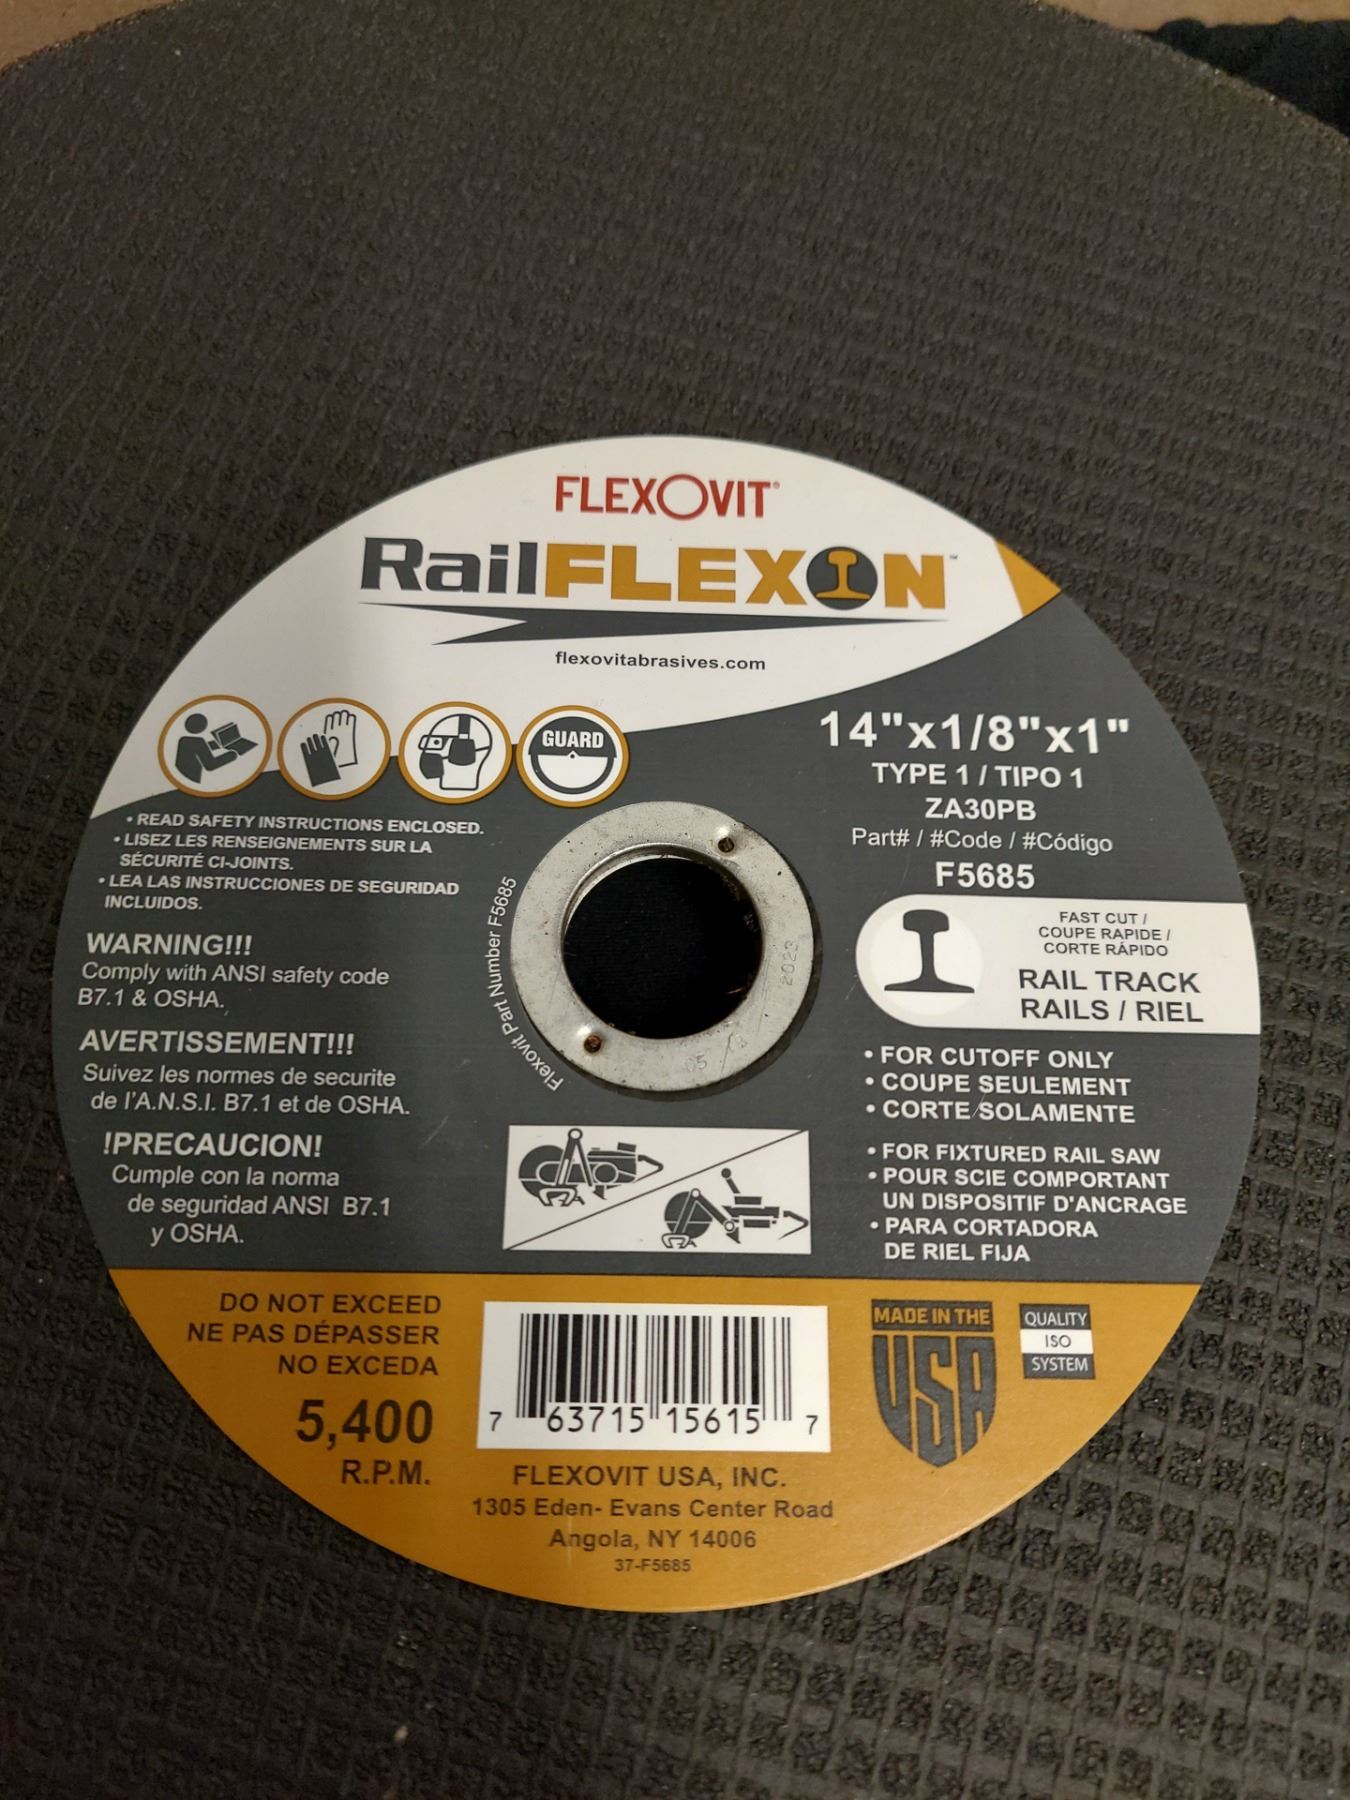 FLEXOVIT®
RailFLEXON™
flexovitabrasives.com
GUARD
14"x1/8"x1"
TYPE 1 / TIPO 1
ZA30PB
Part# / #Code / #Código
F5685
• READ SAFETY INSTRUCTIONS ENCLOSED.
• LISEZ LES RENSEIGNEMENTS SUR LA
SÉCURITÉ CI-JOINTS.
• LEA LAS INSTRUCCIONES DE SEGURIDAD
INCLUIDOS.
WARNING!!!
Comply with ANSI safety code
B7.1 & OSHA.
AVERTISSEMENT!!!
Suivez les normes de securite
de l'A.N.S.I. B7.1 et de OSHA.
!PRECAUCION!
Cumple con la norma
de seguridad ANSI B7.1
y OSHA.
Flexovit Part Number F5685
2023
05
FAST CUT /
COUPE RAPIDE /
CORTE RÁPIDO
RAIL TRACK
RAILS / RIEL
• FOR CUTOFF ONLY
• COUPE SEULEMENT
• CORTE SOLAMENTE
• FOR FIXTURED RAIL SAW
• POUR SCIE COMPORTANT
UN DISPOSITIF D'ANCRAGE
• PARA CORTADORA
DE RIEL FIJA
DO NOT EXCEED
NE PAS DÉPASSER
NO EXCEDA
5,400
R.P.M.
7 63715 15615 7
MADE IN THE
USA
QUALITY
ISO
SYSTEM
FLEXOVIT USA, INC.
1305 Eden- Evans Center Road
Angola, NY 14006
37-F5685